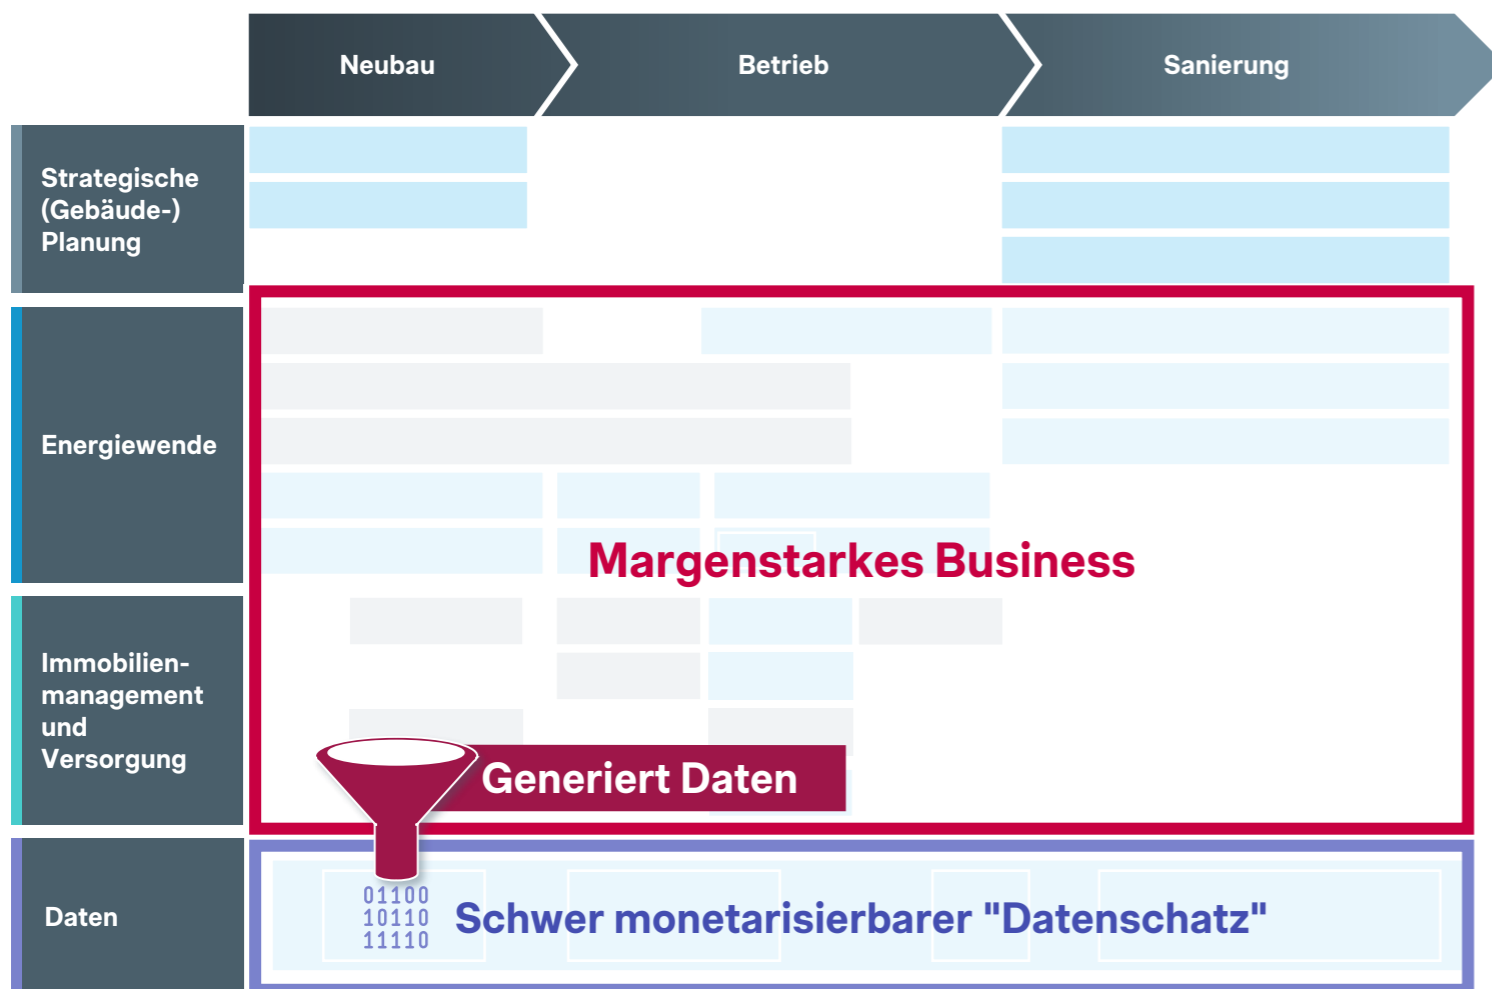 Neubau
Betrieb
Sanierung
Strategische
(Gebäude-)
Planung
Energiewende
Margenstarkes Business
Immobilien-
management
und
Versorgung
Generiert Daten
Daten
01100
10110
11110
Schwer monetarisierbarer "Datenschatz"